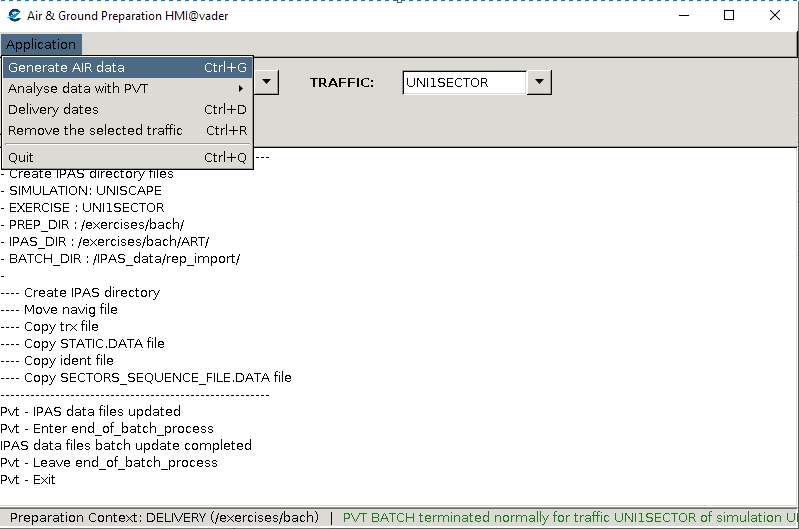 Air & Ground Preparation HMI@vader
Application
Generate AIR data Ctrl+G
Analyse data with PVT
Delivery dates Ctrl+D
Remove the selected traffic Ctrl+R
Quit Ctrl+Q
TRAFFIC: UNI1SECTOR
---
- Create IPAS directory files
- SIMULATION: UNISCAPE
- EXERCISE : UNI1SECTOR
- PREP_DIR : /exercises/bach/
- IPAS_DIR : /exercises/bach/ART/
- BATCH_DIR : /IPAS_data/rep_import/
-
---- Create IPAS directory
---- Move navig file
---- Copy trx file
---- Copy STATIC.DATA file
---- Copy ident file
---- Copy SECTORS_SEQUENCE_FILE.DATA file
------------------------------------------------------
Pvt - IPAS data files updated
Pvt - Enter end_of_batch_process
IPAS data files batch update completed
Pvt - Leave end_of_batch_process
Pvt - Exit
Preparation Context: DELIVERY (/exercises/bach) | PVT BATCH terminated normally for traffic UNI1SECTOR of simulation U